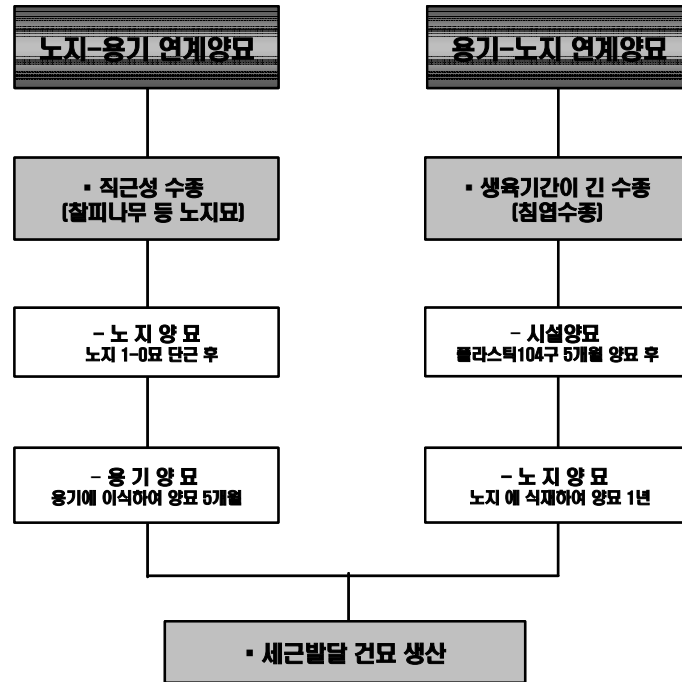 노지-용기 연계양묘
▪ 직근성 수종
(찰피나무 등 노지묘)
- 노 지 양 묘
노지 1-0묘 단근 후
- 용 기 양 묘
용기에 이식하여 양묘 5개월
용기-노지 연계양묘
▪ 생육기간이 긴 수종
(침엽수종)
- 시설양묘
플라스틱104구 5개월 양묘 후
- 노 지 양 묘
노지 에 식재하여 양묘 1년
▪ 세근발달 건묘 생산